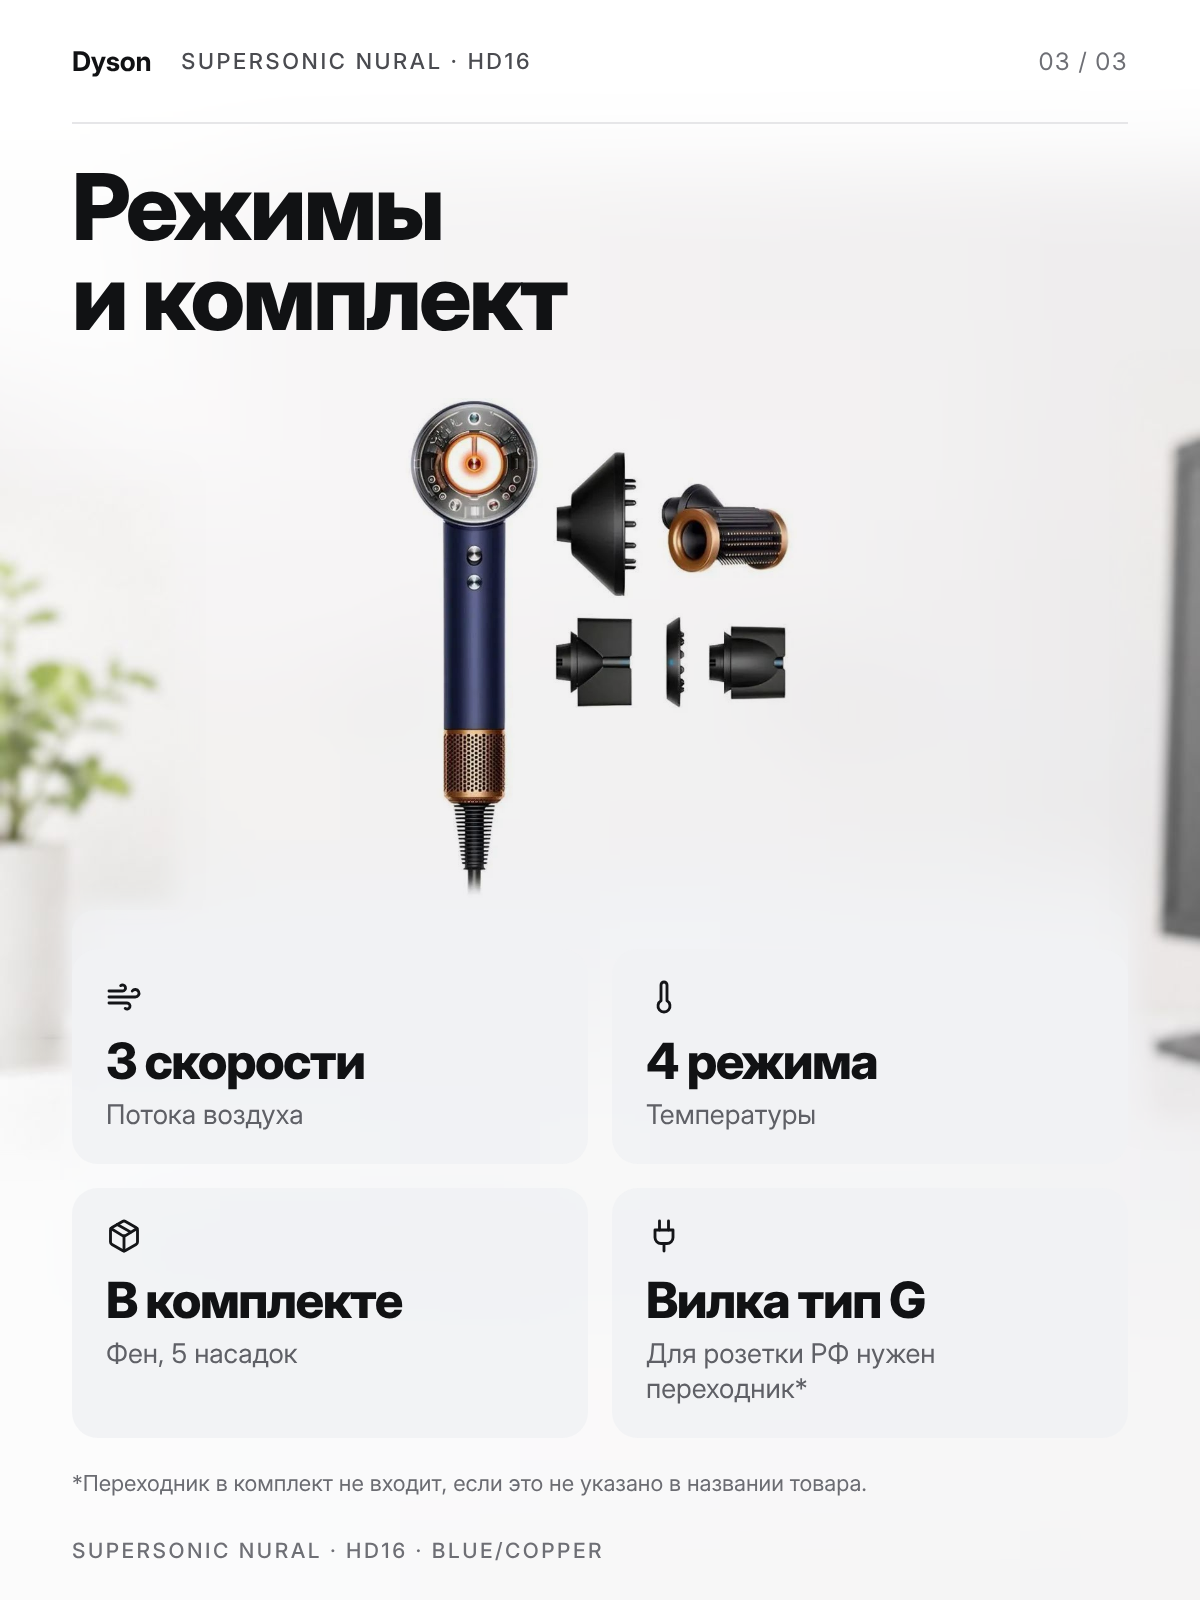 Dyson SUPERSONIC NURAL · HD16 03 / 03
Режимы
и комплект
3 скорости
Потока воздуха
4 режима
Температуры
В комплекте
Фен, 5 насадок
Вилка тип G
Для розетки РФ нужен
переходник*
*Переходник в комплект не входит, если это не указано в названии товара.
SUPERSONIC NURAL · HD16 · BLUE/COPPER